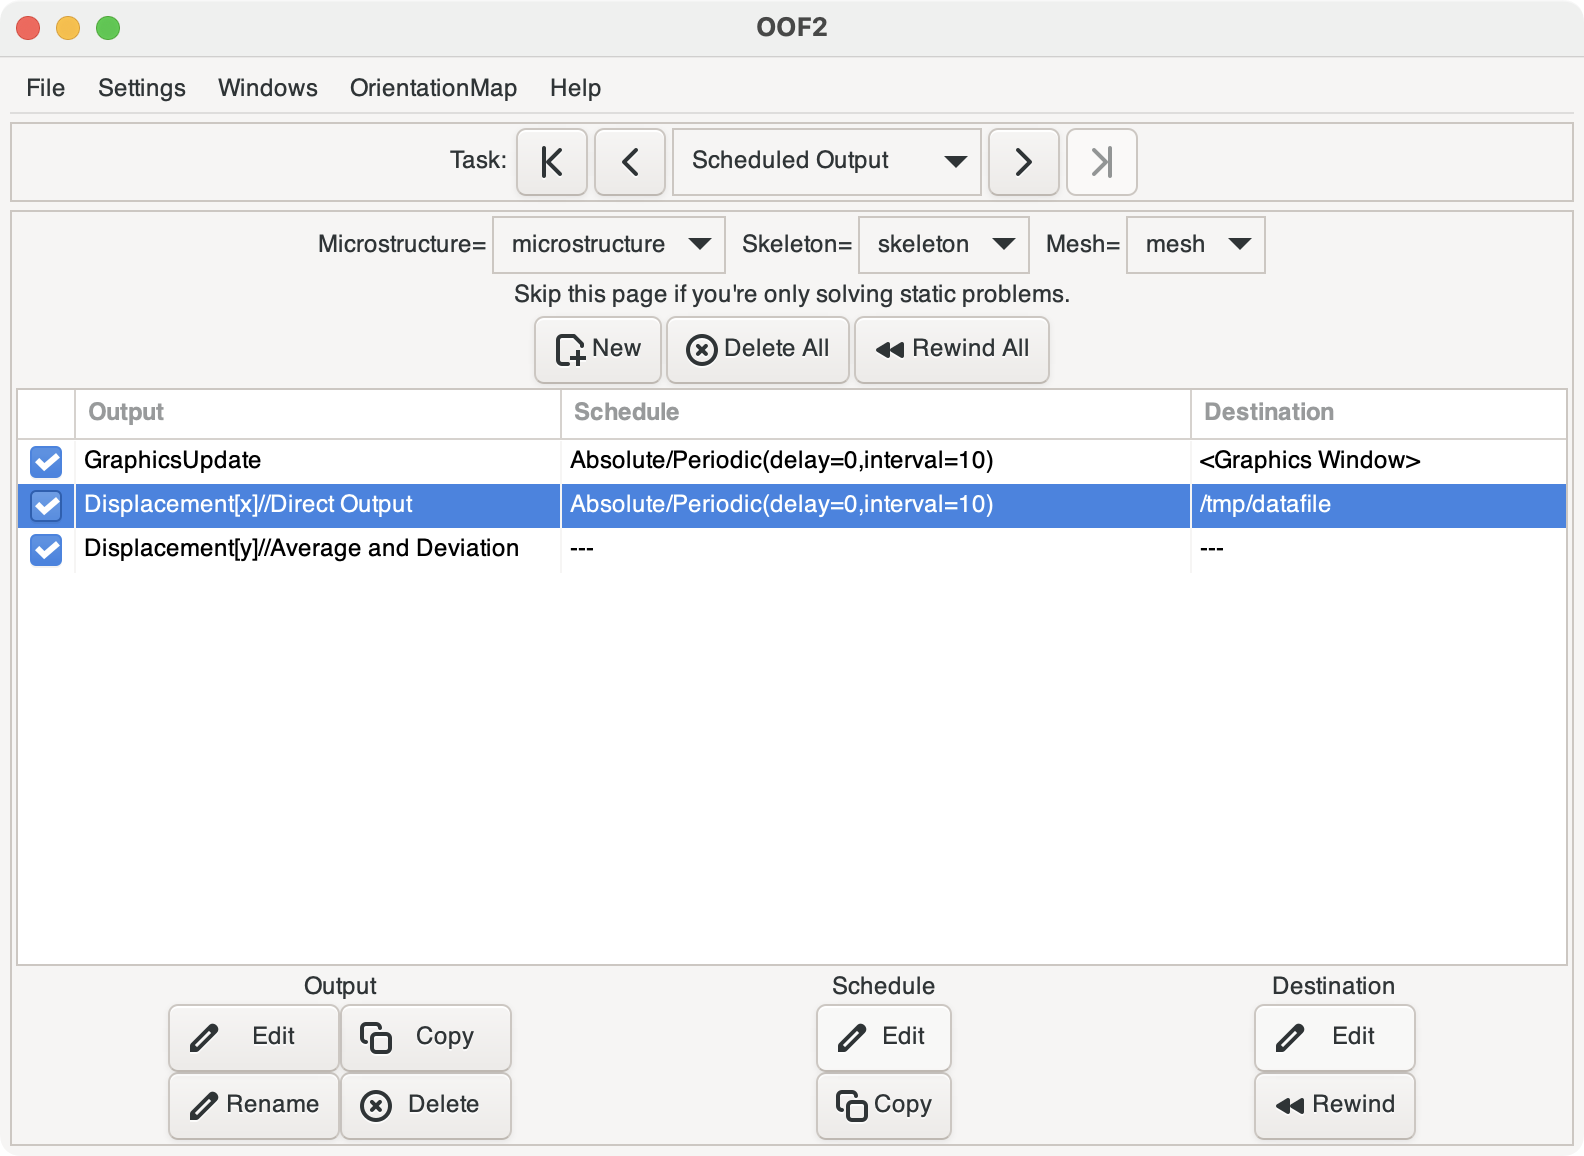 OOF2
File Settings Windows OrientationMap Help
Task: Scheduled Output
Microstructure= microstructure Skeleton= skeleton Mesh= mesh
Skip this page if you're only solving static problems.
New Delete All Rewind All
Output Schedule Destination
GraphicsUpdate Absolute/Periodic(delay=0,interval=10) <Graphics Window>
Displacement[x]//Direct Output Absolute/Periodic(delay=0,interval=10) /tmp/datafile
Displacement[y]//Average and Deviation --- ---
Output Schedule Destination
Edit Copy Edit Edit
Rename Delete Copy Rewind